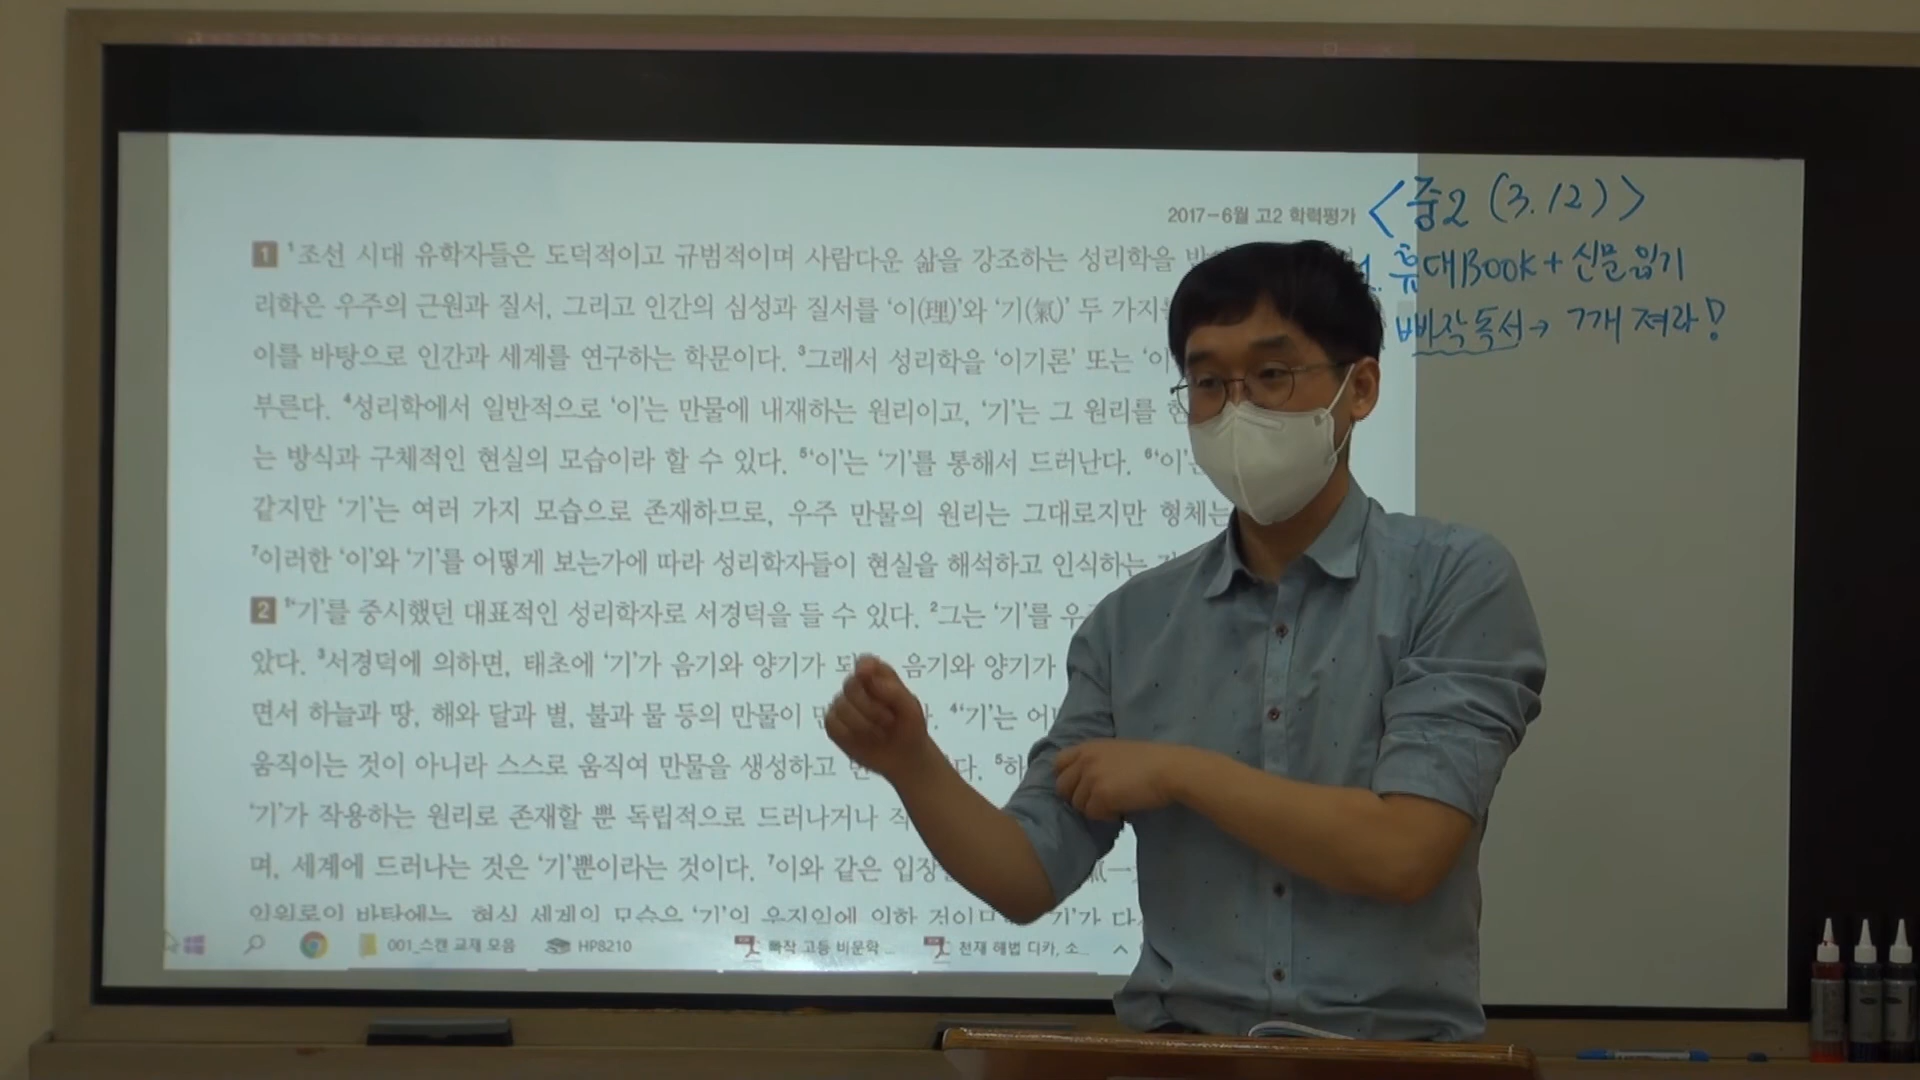 2017-6월 고2 학력평가
1 ¹조선 시대 유학자들은 도덕적이고 규범적이며 사람다운 삶을 강조하는 성리학을
리학은 우주의 근원과 질서, 그리고 인간의 심성과 질서를 '이(理)'와 '기(氣)' 두 가지
이를 바탕으로 인간과 세계를 연구하는 학문이다. ³그래서 성리학을 '이기론' 또는
부른다. ⁴성리학에서 일반적으로 '이'는 만물에 내재하는 원리이고, '기'는 그 원리를
는 방식과 구체적인 현실의 모습이라 할 수 있다. ⁵'이'는 '기'를 통해서 드러난다. ⁶'이'
같지만 '기'는 여러 가지 모습으로 존재하므로, 우주 만물의 원리는 그대로지만 형체는
⁷이러한 '이'와 '기'를 어떻게 보는가에 따라 성리학자들이 현실을 해석하고 인식하는
2 ¹'기'를 중시했던 대표적인 성리학자로 서경덕을 들 수 있다. ²그는 '기'를
았다. ³서경덕에 의하면, 태초에 '기'가 음기와 양기가 음기와 양기가
면서 하늘과 땅, 해와 달과 별, 불과 물 등의 만물이 ⁴'기'는
움직이는 것이 아니라 스스로 움직여 만물을 생성하고 ⁵
'기'가 작용하는 원리로 존재할 뿐 독립적으로 드러나거나
며, 세계에 드러나는 것은 '기'뿐이라는 것이다. ⁷이와 같은
001_스캔 교재 모음 HP8210 빠작 고등 비문학 ... 천재 해법 디카, 소...
<중2 (3.12)>
휴대BOOK + 신문 읽기
빠작독서 → 7개 져라!